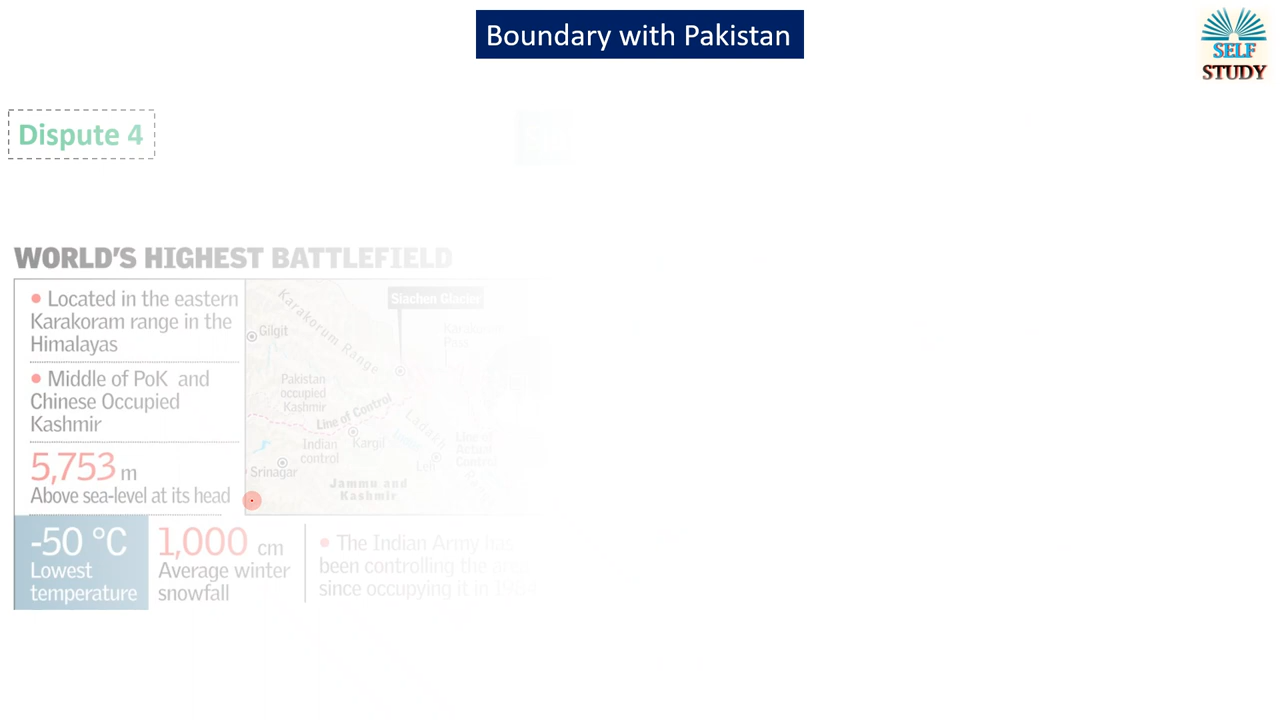 Boundary with Pakistan
SELF
STUDY
Dispute 4
WORLD'S HIGHEST BATTLEFIELD
• Located in the eastern
Karakoram range in the
Himalayas
• Middle of PoK and
Chinese Occupied
Kashmir
5,753 m
Above sea-level at its head
Siachen Glacier
Karakorum Range
Karakoram
Pass
Gilgit
Pakistan
occupied
Kashmir
Line of Control
Ladakh
Indian
control
Kargil
Line of
Actual
Control
Leh
Srinagar
Jammu and
Kashmir
-50 °C
Lowest
temperature
1,000 cm
Average winter
snowfall
• The Indian Army has
been controlling the area
since occupying it in